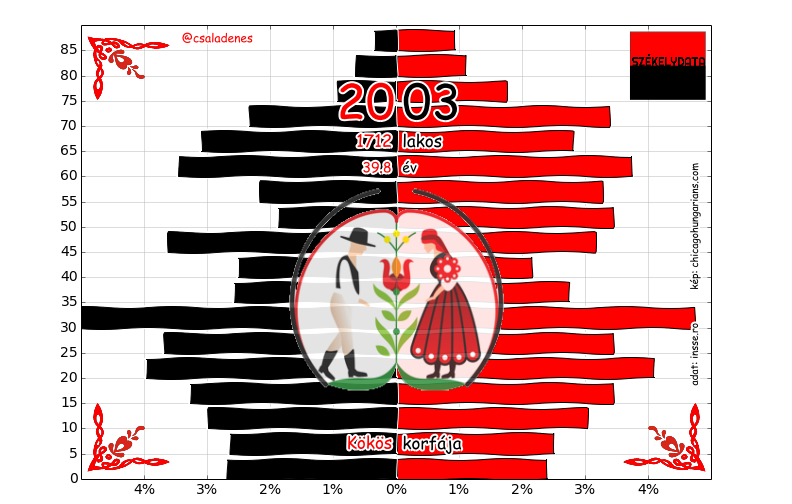 @csaladenes
SZÉKELYDATA
2003
1712 lakos
39.8 év
kép: chicagohungarians.com
adat: insse.ro
Kökös korfája
85
80
75
70
65
60
55
50
45
40
35
30
25
20
15
10
5
0
4% 3% 2% 1% 0% 1% 2% 3% 4%